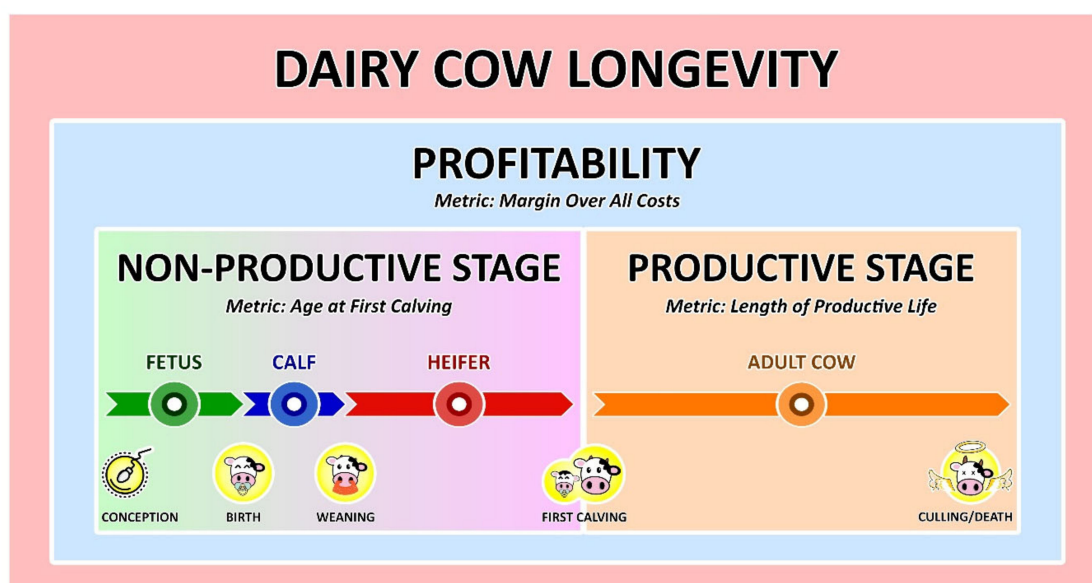 DAIRY COW LONGEVITY
PROFITABILITY
Metric: Margin Over All Costs
NON-PRODUCTIVE STAGE
Metric: Age at First Calving
PRODUCTIVE STAGE
Metric: Length of Productive Life
FETUS
CALF
HEIFER
ADULT COW
CONCEPTION
BIRTH
WEANING
FIRST CALVING
CULLING/DEATH